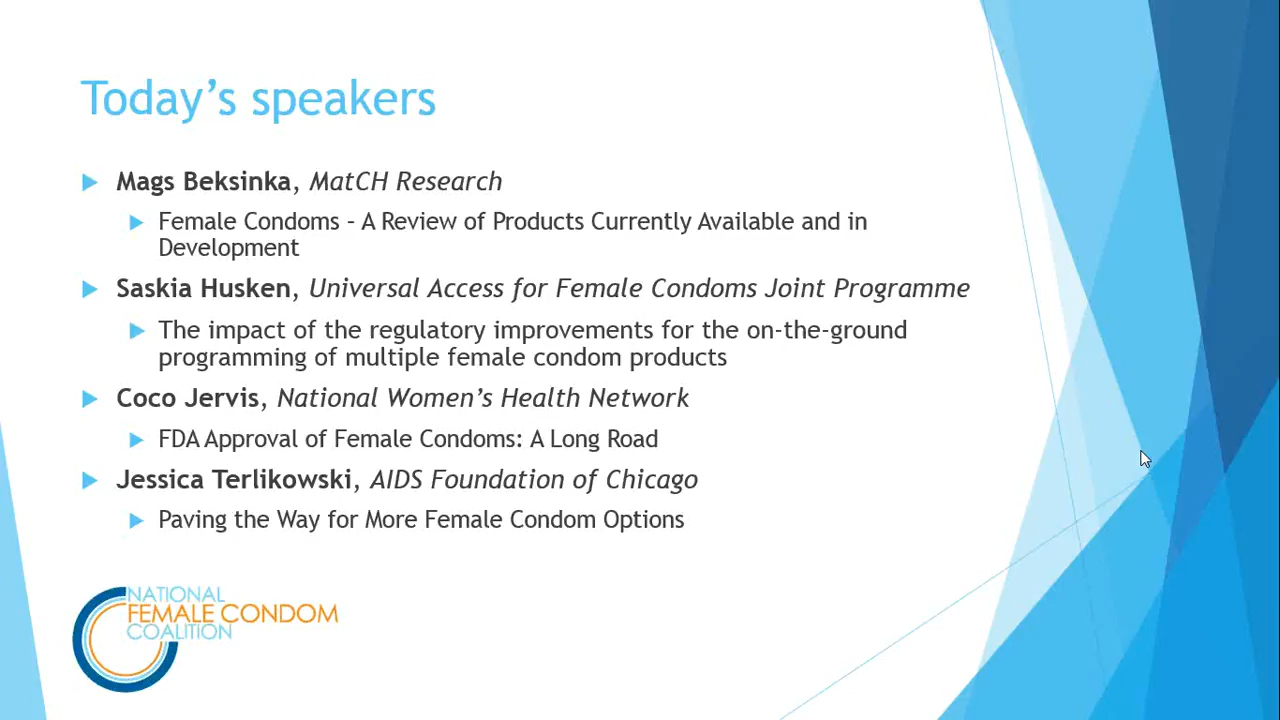 Today’s speakers
Mags Beksinka, MatCH Research
Female Condoms – A Review of Products Currently Available and in
Development
Saskia Husken, Universal Access for Female Condoms Joint Programme
The impact of the regulatory improvements for the on-the-ground
programming of multiple female condom products
Coco Jervis, National Women’s Health Network
FDA Approval of Female Condoms: A Long Road
Jessica Terlikowski, AIDS Foundation of Chicago
Paving the Way for More Female Condom Options
NATIONAL
FEMALE CONDOM
COALITION